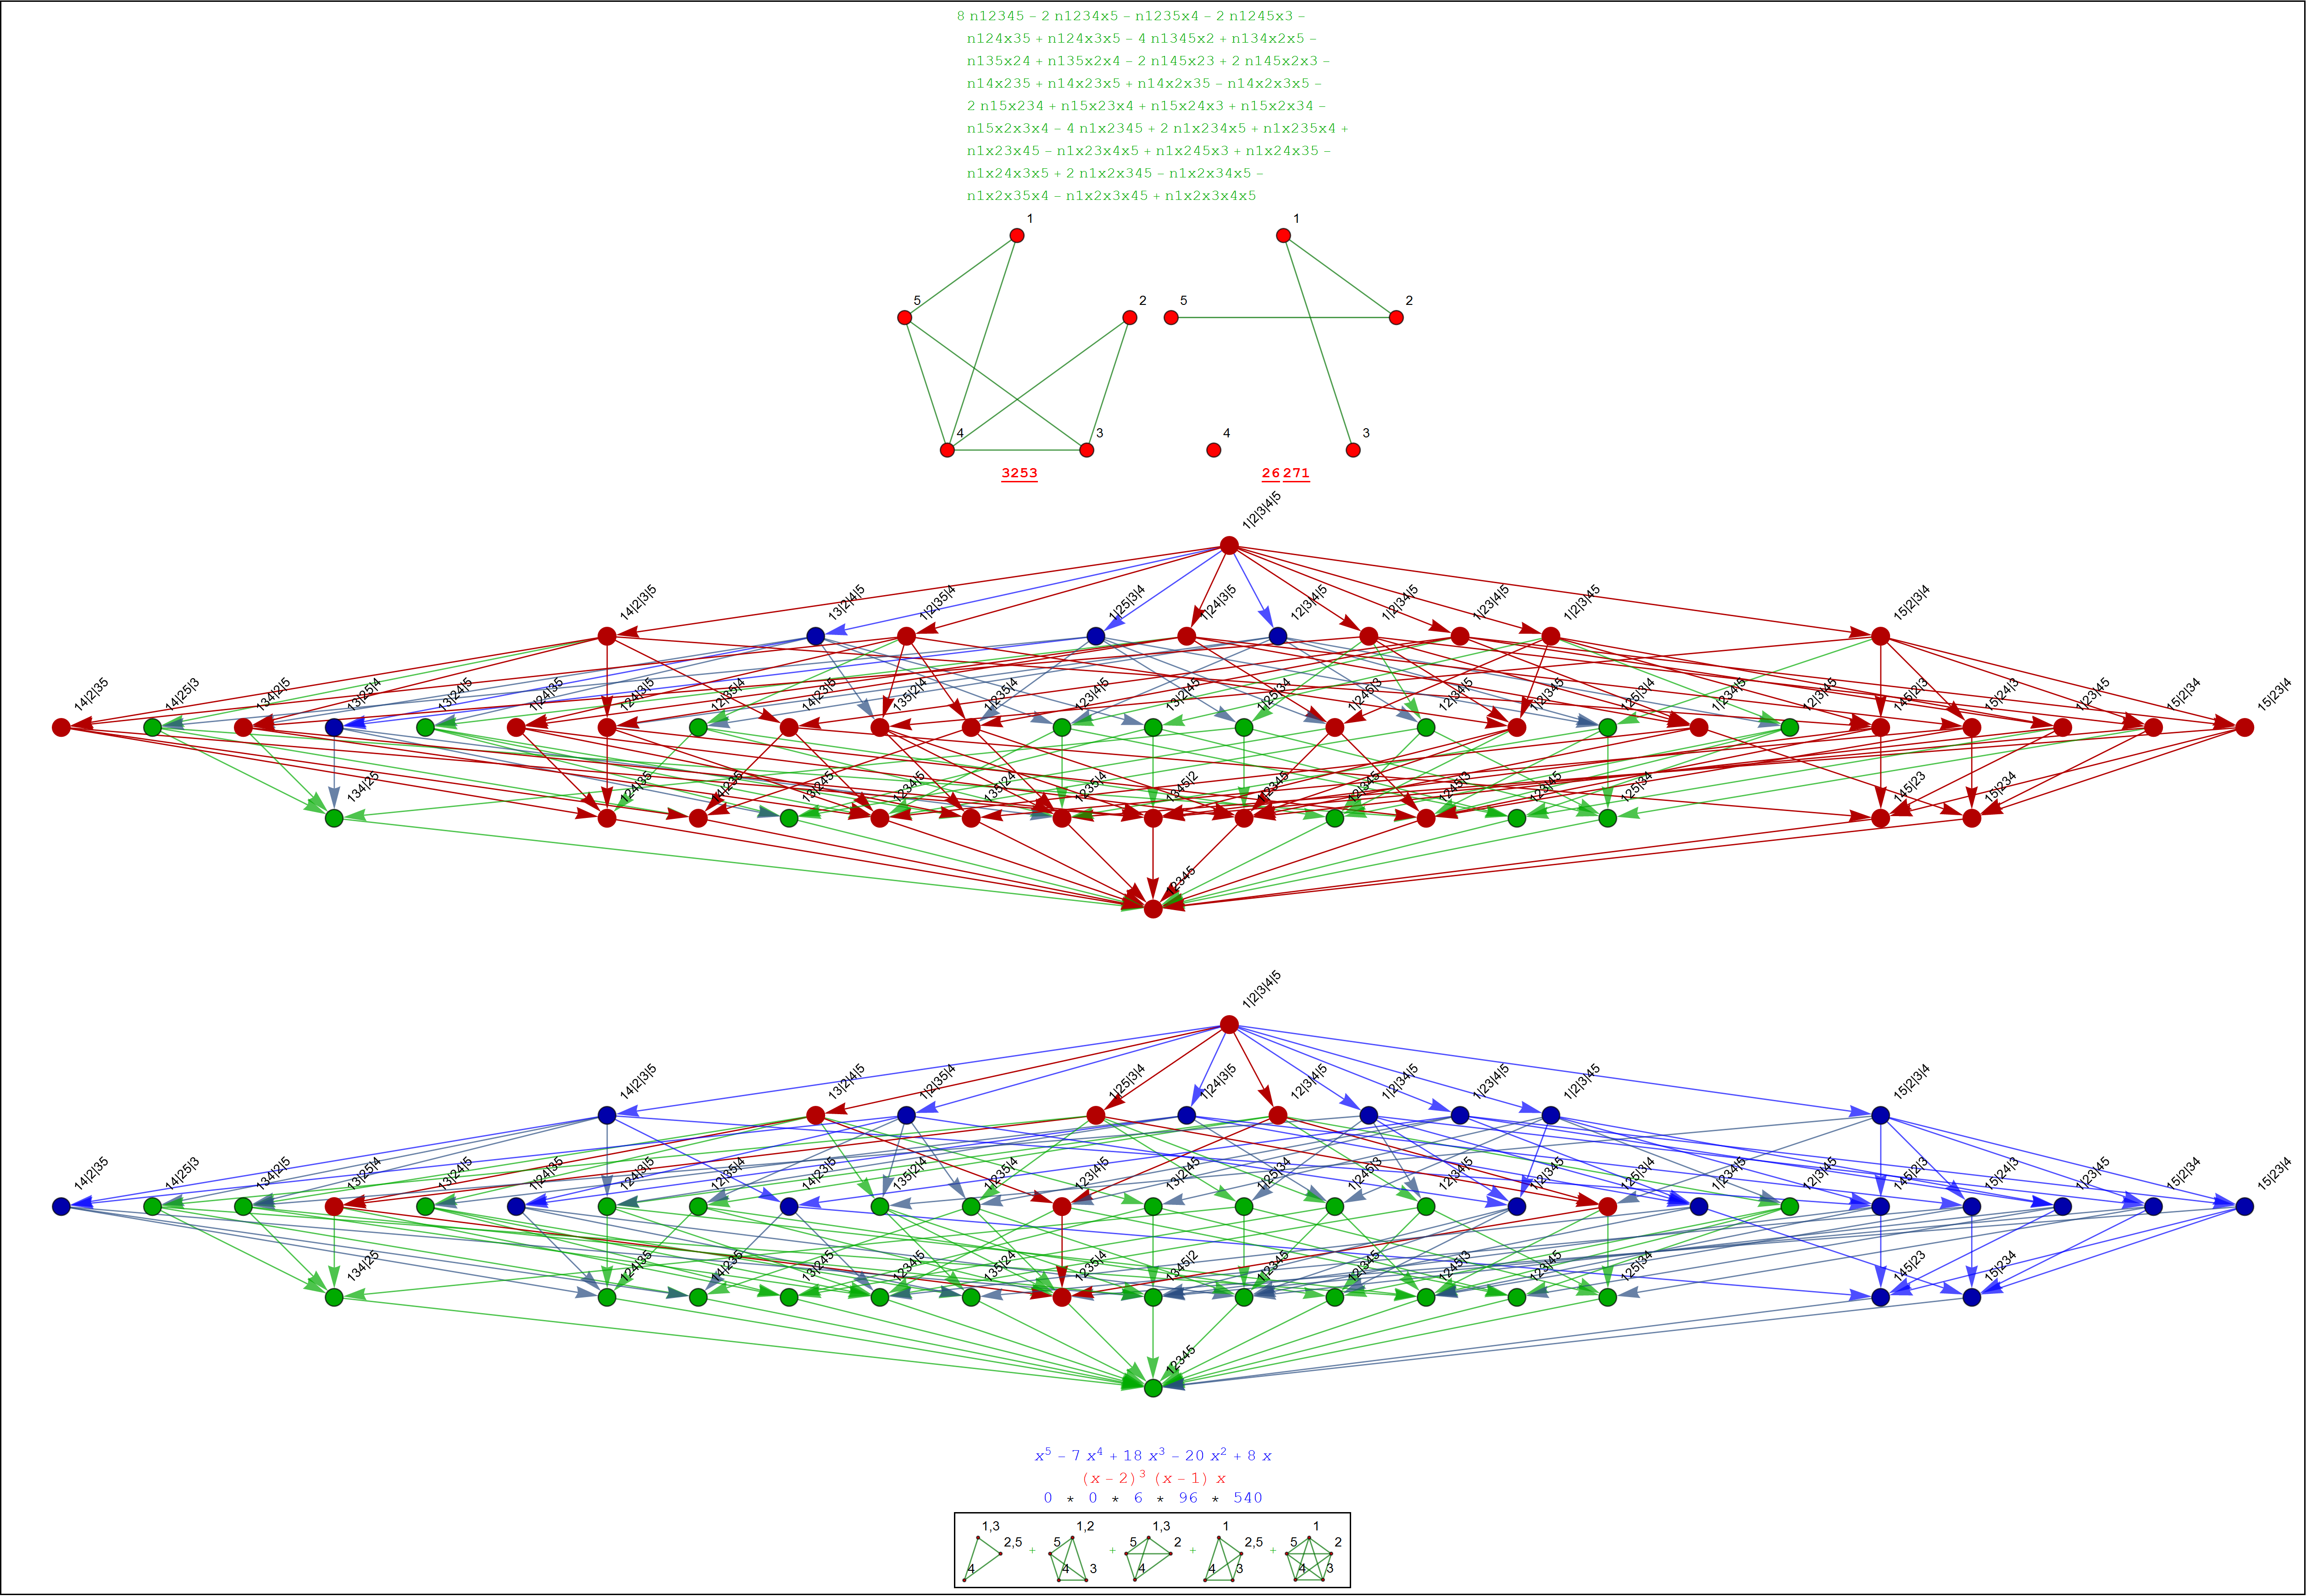 8 n12345 − 2 n1234x5 − n1235x4 − 2 n1245x3 −
n124x35 + n124x3x5 − 4 n1345x2 + n134x2x5 −
n135x24 + n135x2x4 − 2 n145x23 + 2 n145x2x3 −
n14x235 + n14x23x5 + n14x2x35 − n14x2x3x5 −
2 n15x234 + n15x23x4 + n15x24x3 + n15x2x34 −
n15x2x3x4 − 4 n1x2345 + 2 n1x234x5 + n1x235x4 +
n1x23x45 − n1x23x4x5 + n1x245x3 + n1x24x35 −
n1x24x3x5 + 2 n1x2x345 − n1x2x34x5 −
n1x2x35x4 − n1x2x3x45 + n1x2x3x4x5
1 1
5 2 5 2
4 3 4 3
3253 26271
1|2|3|4|5
14|2|3|5 13|2|4|5 1|2|35|4 1|25|3|4 1|24|3|5 12|3|4|5 1|2|34|5 1|23|4|5 1|2|3|45 15|2|3|4
14|2|35 14|25|3 134|2|5 13|25|4 13|24|5 1|24|35 124|3|5 12|35|4 14|23|5 135|2|4 1|235|4 123|4|5 13|2|45 1|25|34 1|245|3 12|34|5 1|2|345 125|3|4 1|234|5 12|3|45 145|2|3 15|24|3 1|23|45 15|2|34 15|23|4
134|25 124|35 14|235 13|245 1234|5 135|24 1235|4 1345|2 1|2345 12|345 1245|3 123|45 125|34 145|23 15|234
12345
1|2|3|4|5
14|2|3|5 13|2|4|5 1|2|35|4 1|25|3|4 1|24|3|5 12|3|4|5 1|2|34|5 1|23|4|5 1|2|3|45 15|2|3|4
14|2|35 14|25|3 134|2|5 13|25|4 13|24|5 1|24|35 124|3|5 12|35|4 14|23|5 135|2|4 1|235|4 123|4|5 13|2|45 1|25|34 1|245|3 12|34|5 1|2|345 125|3|4 1|234|5 12|3|45 145|2|3 15|24|3 1|23|45 15|2|34 15|23|4
134|25 124|35 14|235 13|245 1234|5 135|24 1235|4 1345|2 1|2345 12|345 1245|3 123|45 125|34 145|23 15|234
12345
x⁵ − 7 x⁴ + 18 x³ − 20 x² + 8 x
(x − 2)³ (x − 1) x
0 * 0 * 6 * 96 * 540
1,3 1,2 1,3 1 1
2,5 + 5 + 5 2 + 2,5 + 5 2
4 4 3 4 4 3 4 3